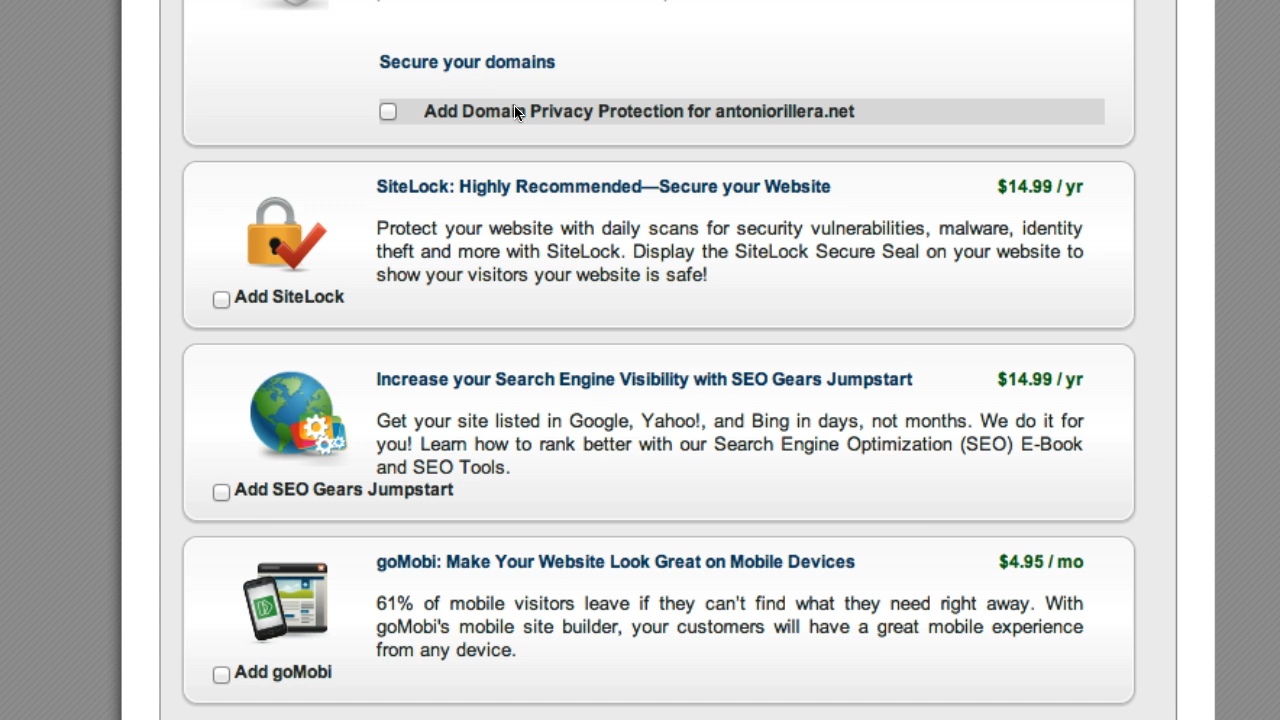 Secure your domains
Add Domain Privacy Protection for antoniorillera.net
SiteLock: Highly Recommended—Secure your Website $14.99 / yr
Protect your website with daily scans for security vulnerabilities, malware, identity
theft and more with SiteLock. Display the SiteLock Secure Seal on your website to
show your visitors your website is safe!
Add SiteLock
Increase your Search Engine Visibility with SEO Gears Jumpstart $14.99 / yr
Get your site listed in Google, Yahoo!, and Bing in days, not months. We do it for
you! Learn how to rank better with our Search Engine Optimization (SEO) E-Book
and SEO Tools.
Add SEO Gears Jumpstart
goMobi: Make Your Website Look Great on Mobile Devices $4.95 / mo
61% of mobile visitors leave if they can't find what they need right away. With
goMobi's mobile site builder, your customers will have a great mobile experience
from any device.
Add goMobi